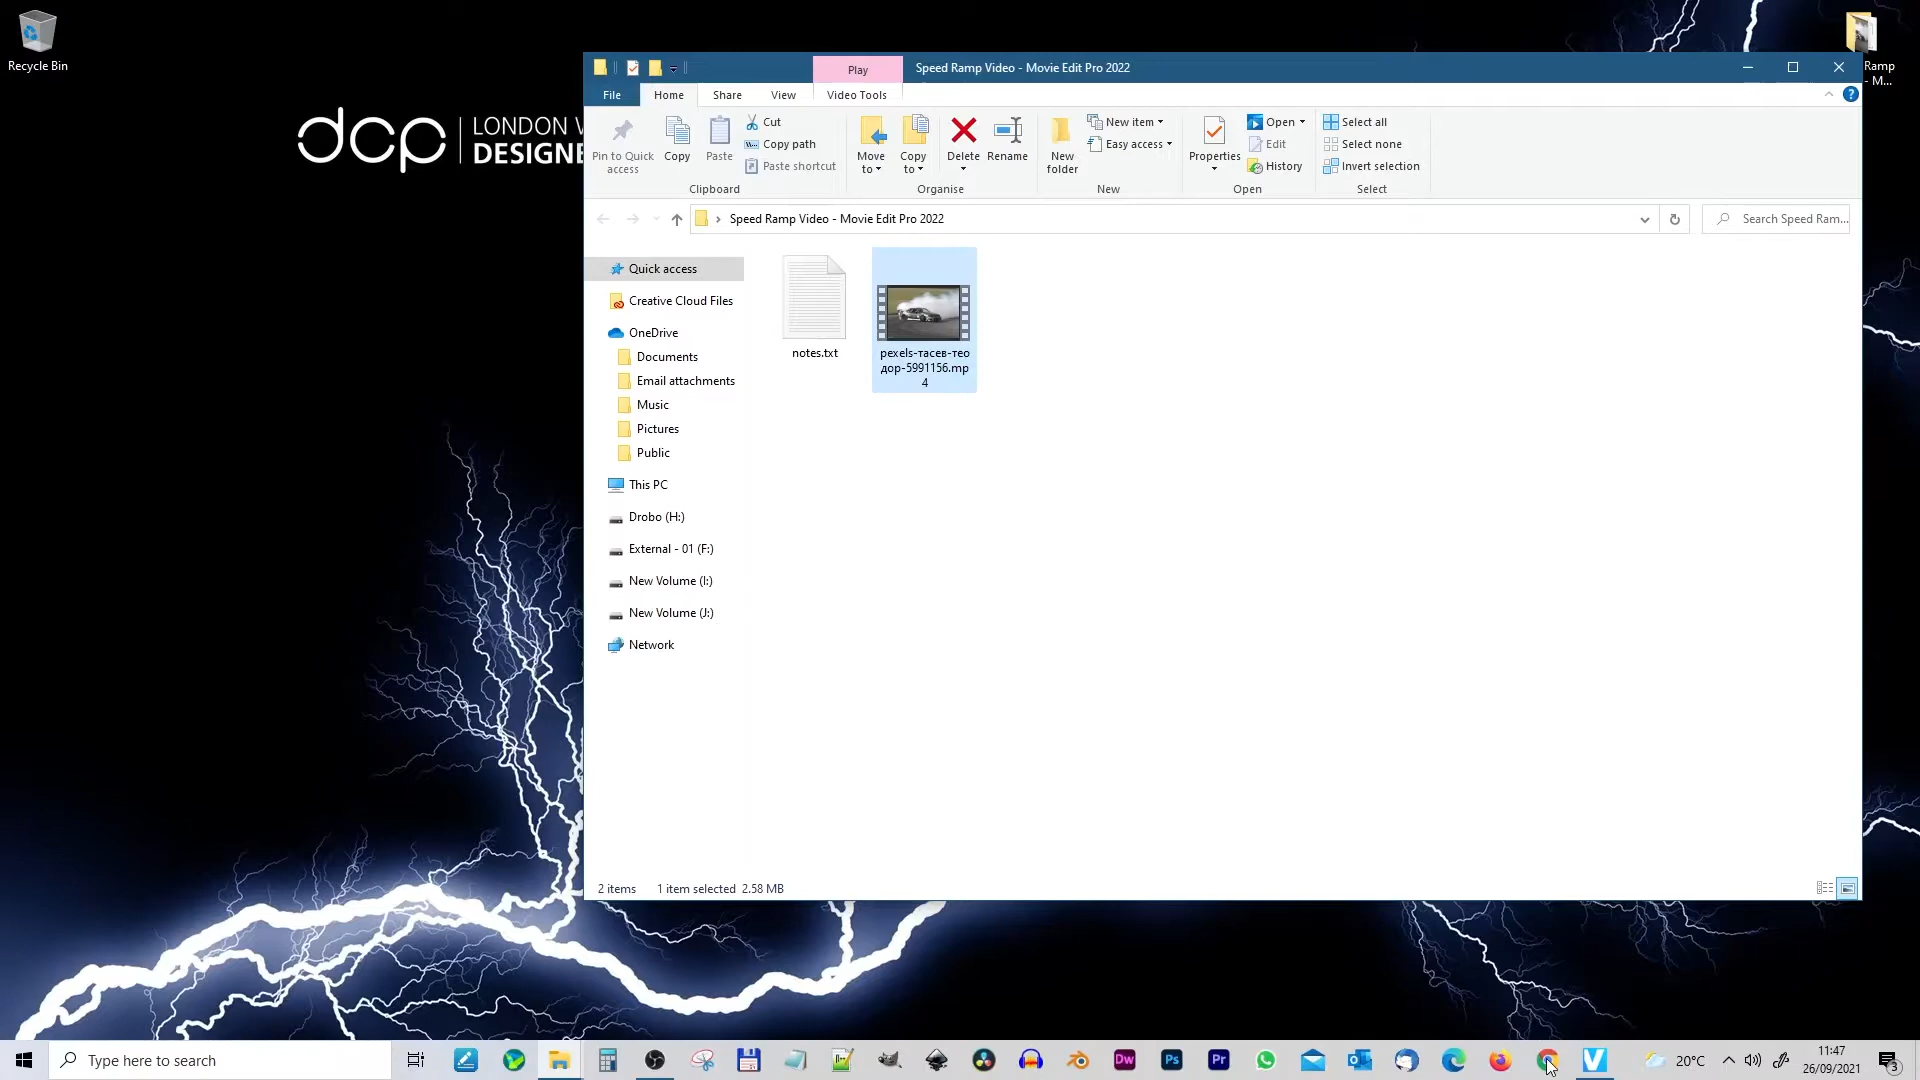 Recycle Bin
Ramp
- M...
dcp
LONDON
DESIGNE
Play
Speed Ramp Video - Movie Edit Pro 2022
File
Home
Share
View
Video Tools
Pin to Quick
access
Copy
Paste
Cut
Copy path
Paste shortcut
Clipboard
Move
to
Copy
to
Delete
Rename
Organise
New
folder
New item
Easy access
New
Properties
Open
Edit
History
Open
Select all
Select none
Invert selection
Select
Speed Ramp Video - Movie Edit Pro 2022
Search Speed Ram...
Quick access
Creative Cloud Files
OneDrive
Documents
Email attachments
Music
Pictures
Public
This PC
Drobo (H:)
External - 01 (F:)
New Volume (I:)
New Volume (J:)
Network
notes.txt
pexels-тасев-тео
дор-5991156.mp
4
2 items
1 item selected 2.58 MB
Type here to search
Dw
Ps
Pr
20°C
11:47
26/09/2021
3